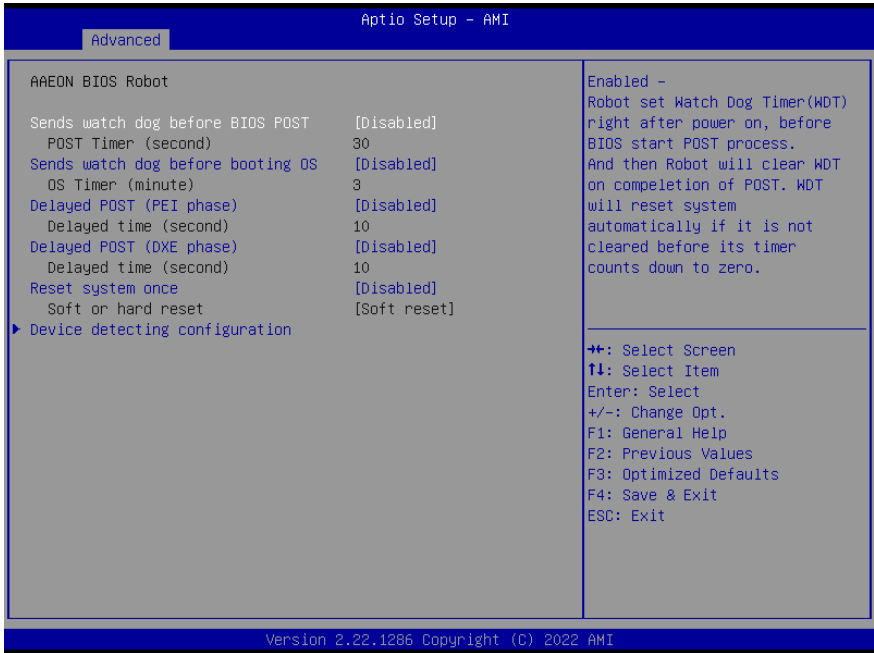 Aptio Setup – AMI
Advanced
AAEON BIOS Robot
Sends watch dog before BIOS POST [Disabled]
POST Timer (second) 30
Sends watch dog before booting OS [Disabled]
OS Timer (minute) 3
Delayed POST (PEI phase) [Disabled]
Delayed time (second) 10
Delayed POST (DXE phase) [Disabled]
Delayed time (second) 10
Reset system once [Disabled]
Soft or hard reset [Soft reset]
Device detecting configuration
Enabled –
Robot set Watch Dog Timer(WDT)
right after power on, before
BIOS start POST process.
And then Robot will clear WDT
on compeletion of POST. WDT
will reset system
automatically if it is not
cleared before its timer
counts down to zero.
→←: Select Screen
↑↓: Select Item
Enter: Select
+/-: Change Opt.
F1: General Help
F2: Previous Values
F3: Optimized Defaults
F4: Save & Exit
ESC: Exit
Version 2.22.1286 Copyright (C) 2022 AMI